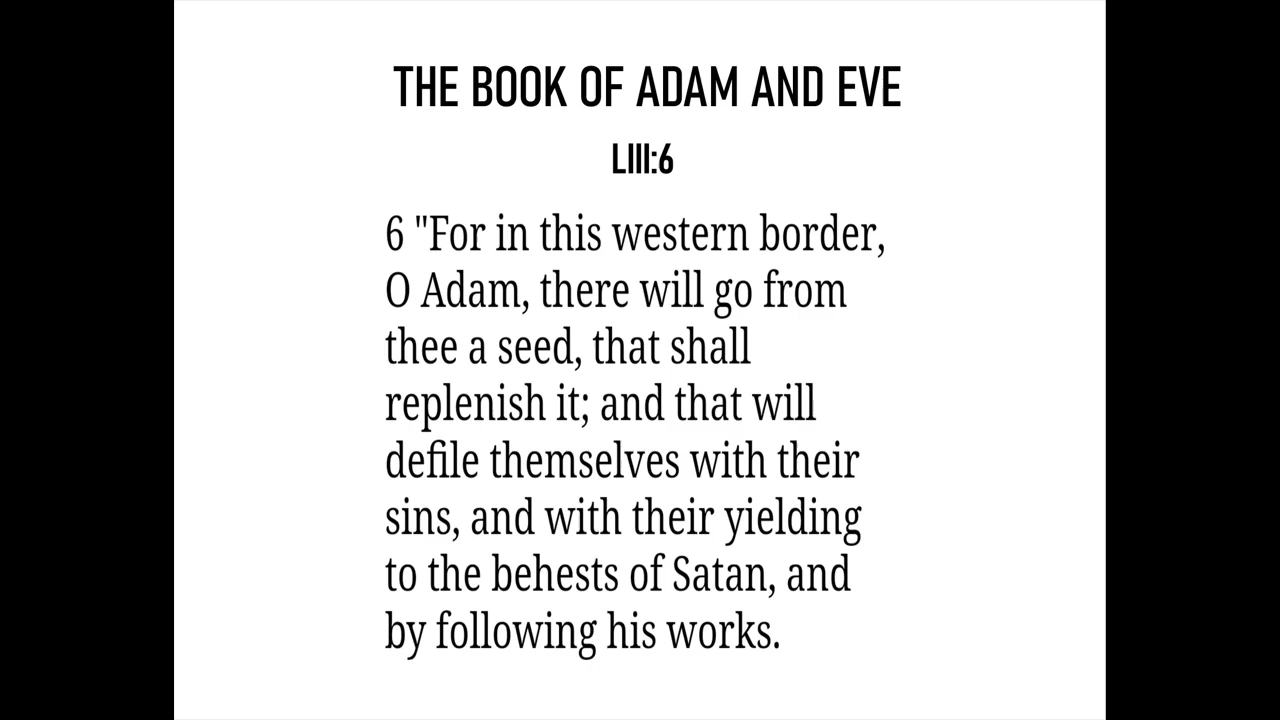 THE BOOK OF ADAM AND EVE
LIII:6
6 "For in this western border,
O Adam, there will go from
thee a seed, that shall
replenish it; and that will
defile themselves with their
sins, and with their yielding
to the behests of Satan, and
by following his works.